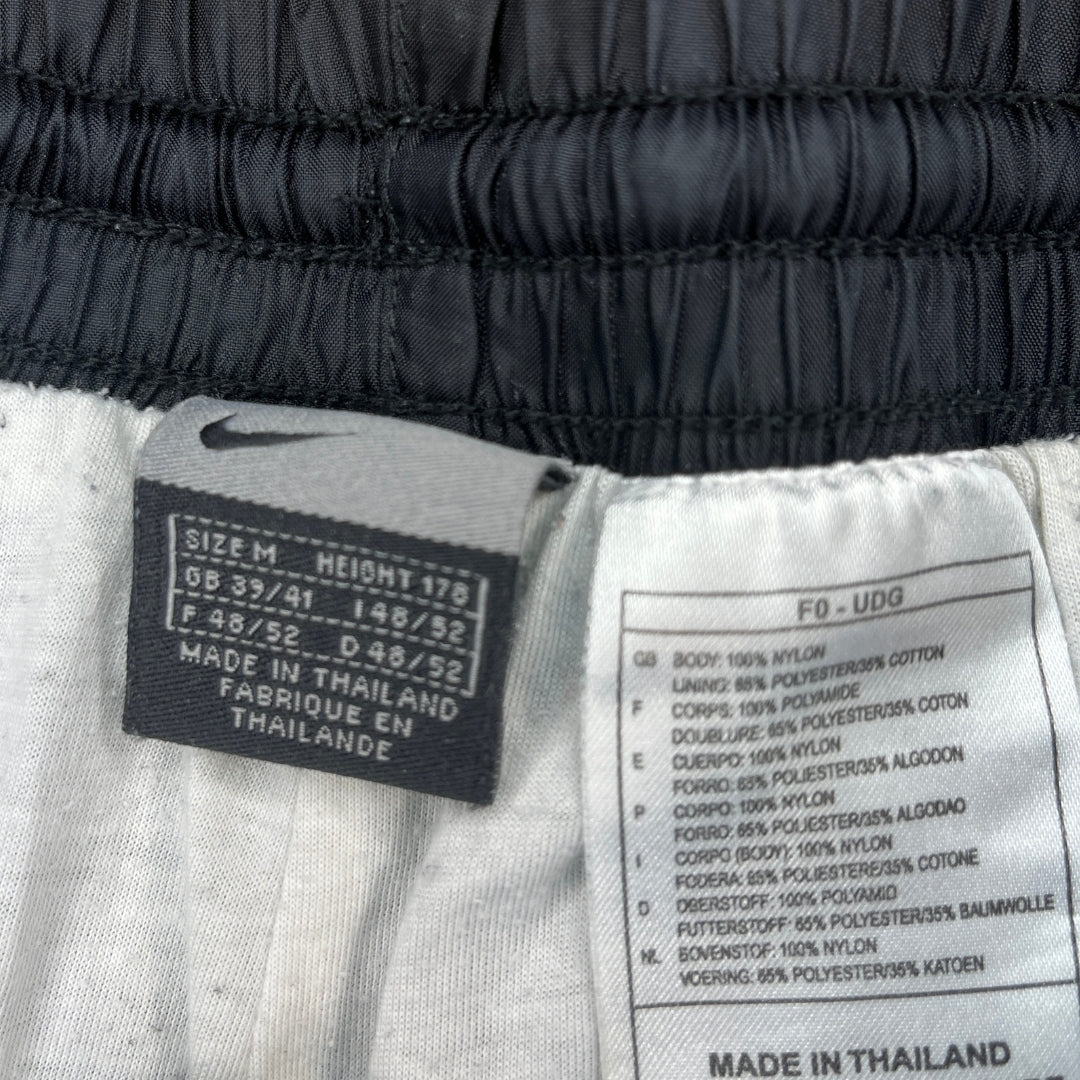 SIZE M HEIGHT 178
GB 39/41 I 48/52
F 48/52 D 48/52
MADE IN THAILAND
FABRIQUE EN
THAILANDE
F0 - UDG
GB BODY: 100% NYLON
LINING: 65% POLYESTER/35% COTTON
F CORPS: 100% POLYAMIDE
DOUBLURE: 65% POLYESTER/35% COTON
E CUERPO: 100% NYLON
FORRO: 65% POLIESTER/35% ALGODON
P CORPO: 100% NYLON
FORRO: 65% POLIESTER/35% ALGODAO
I CORPO (BODY): 100% NYLON
FODERA: 65% POLIESTERE/35% COTONE
D OBERSTOFF: 100% POLYAMID
FUTTERSTOFF: 65% POLYESTER/35% BAUMWOLLE
NL BOVENSTOF: 100% NYLON
VOERING: 65% POLYESTER/35% KATOEN
MADE IN THAILAND